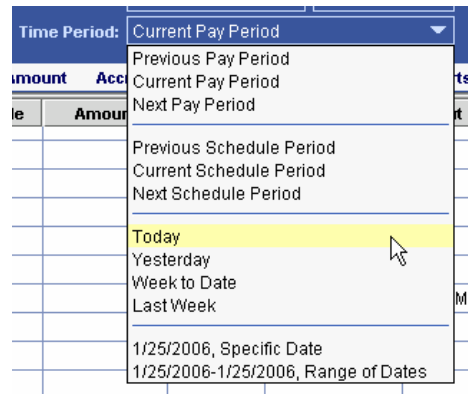 Time Period: Current Pay Period
Previous Pay Period
Current Pay Period
Next Pay Period
Amoun
Previous Schedule Period
Current Schedule Period
Next Schedule Period
Today
Yesterday
Week to Date
Last Week
M
1/25/2006, Specific Date
1/25/2006-1/25/2006, Range of Dates